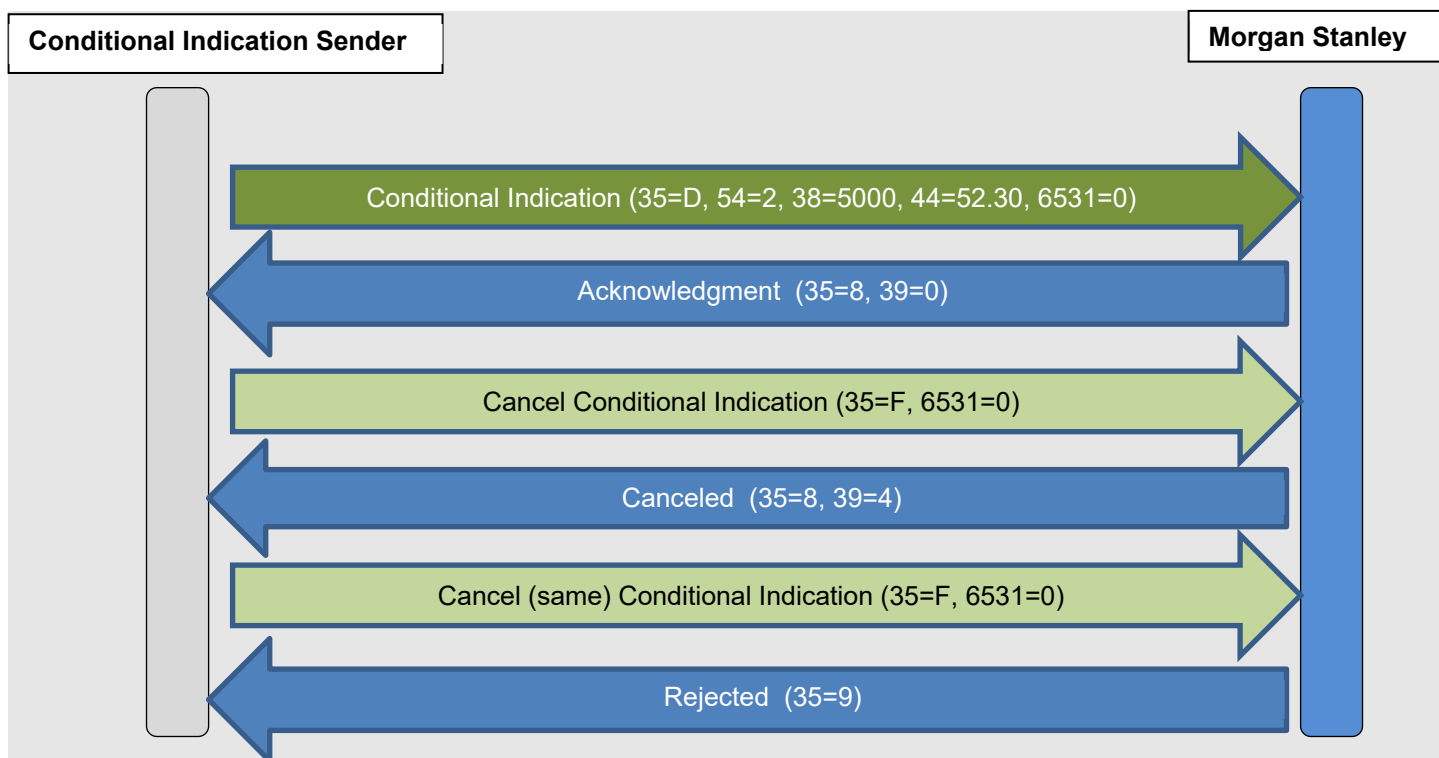 Conditional Indication Sender
Morgan Stanley
Conditional Indication (35=D, 54=2, 38=5000, 44=52.30, 6531=0)
Acknowledgment (35=8, 39=0)
Cancel Conditional Indication (35=F, 6531=0)
Canceled (35=8, 39=4)
Cancel (same) Conditional Indication (35=F, 6531=0)
Rejected (35=9)